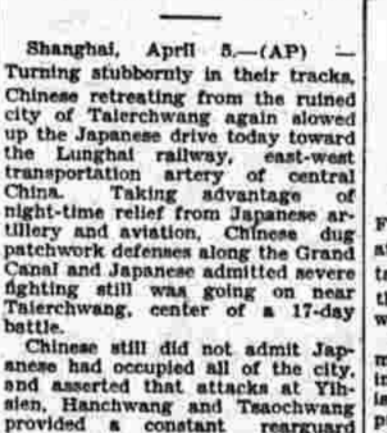 Shanghai, April 5.—(AP) —
Turning stubbornly in their tracks,
Chinese retreating from the ruined
city of Taierchwang again slowed
up the Japanese drive today toward
the Lunghai railway, east-west
transportation artery of central
China. Taking advantage of
night-time relief from Japanese ar-
tillery and aviation, Chinese dug
patchwork defenses along the Grand
Canal and Japanese admitted severe
fighting still was going on near
Taierchwang, center of a 17-day
battle.
Chinese still did not admit Jap-
anese had occupied all of the city,
and asserted that attacks at Yih-
sien, Hanchwang and Tsaochwang
provided a constant rearguard